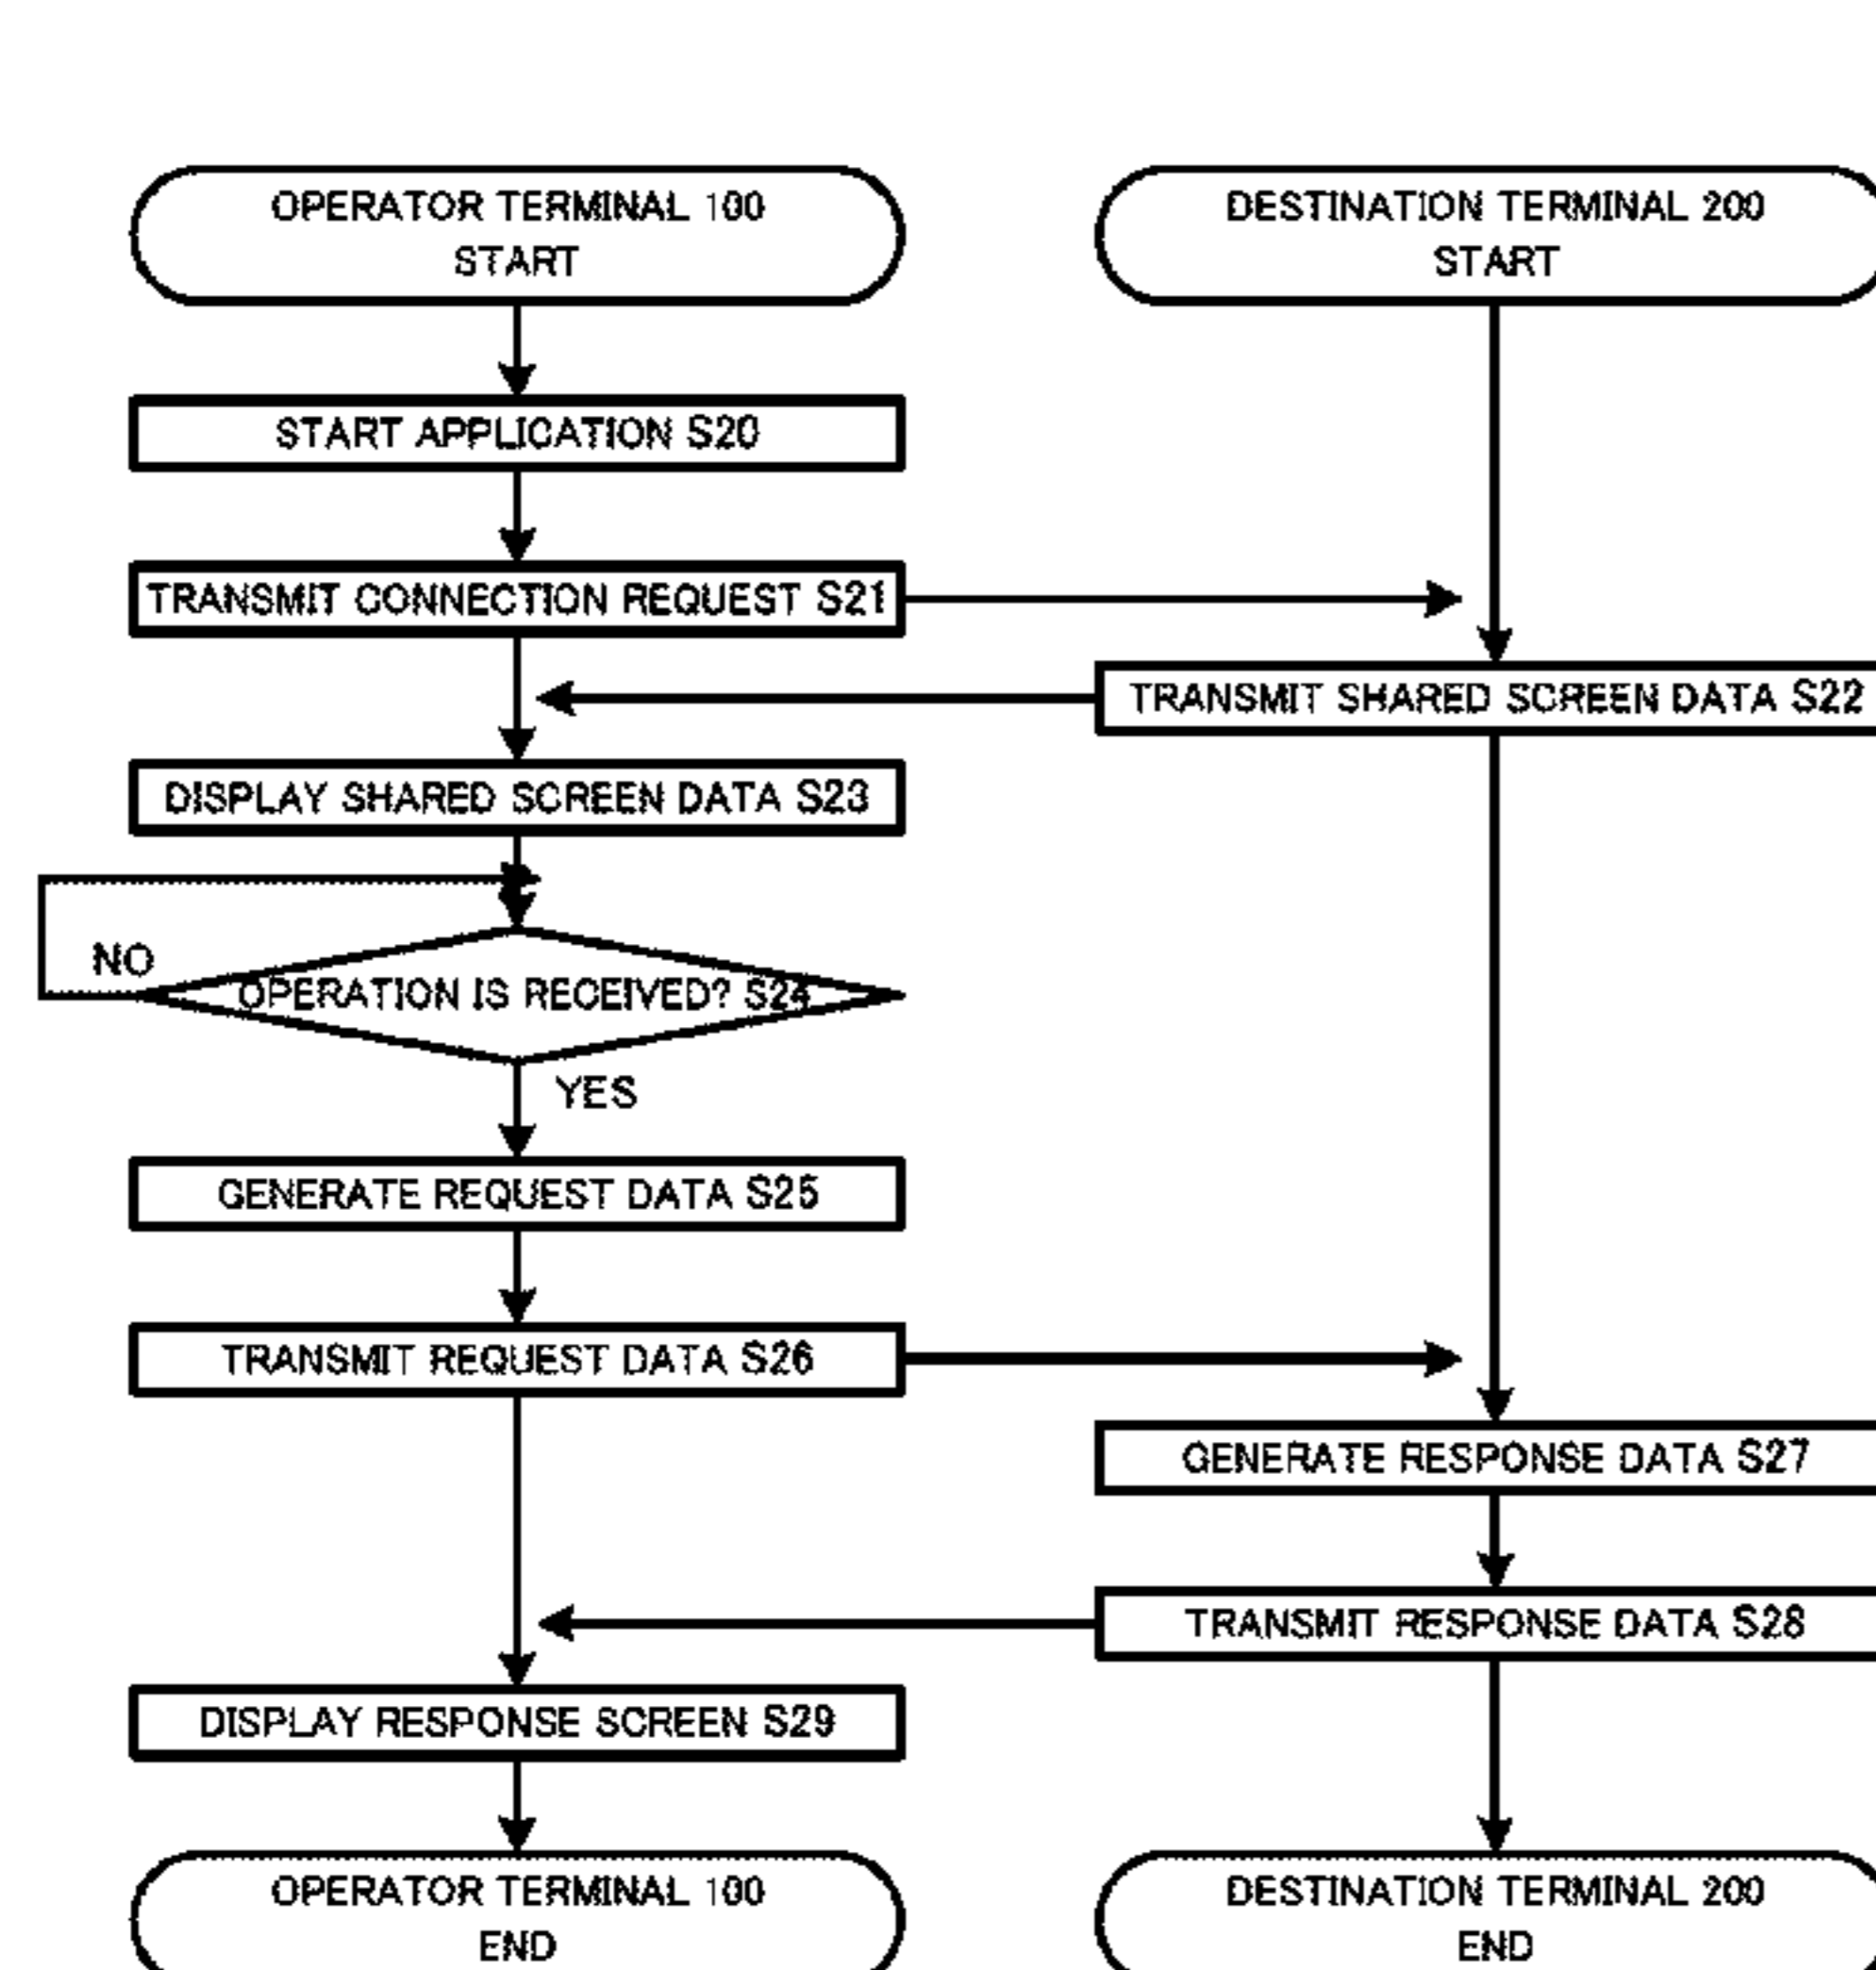 OPERATOR TERMINAL 100
START
DESTINATION TERMINAL 200
START
START APPLICATION S20
TRANSMIT CONNECTION REQUEST S21
TRANSMIT SHARED SCREEN DATA S22
DISPLAY SHARED SCREEN DATA S23
NO
OPERATION IS RECEIVED? S24
YES
GENERATE REQUEST DATA S25
TRANSMIT REQUEST DATA S26
GENERATE RESPONSE DATA S27
TRANSMIT RESPONSE DATA S28
DISPLAY RESPONSE SCREEN S29
OPERATOR TERMINAL 100
END
DESTINATION TERMINAL 200
END